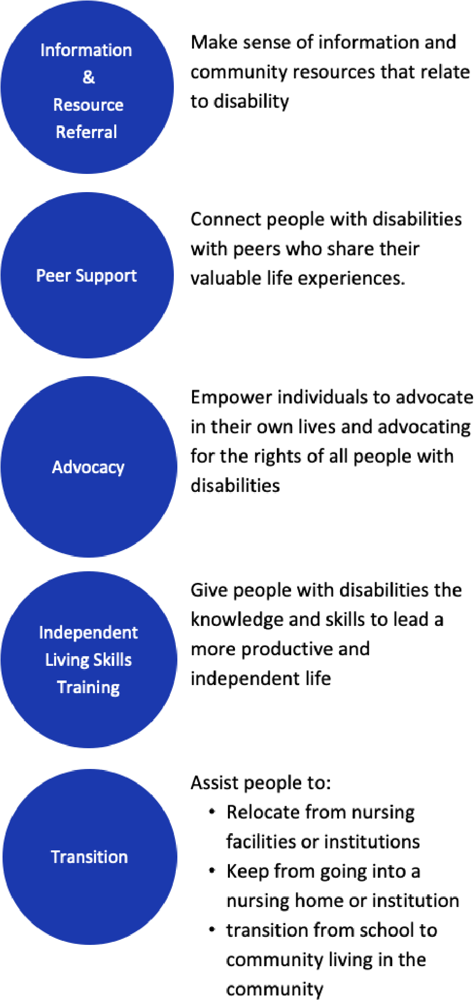 Information
&
Resource
Referral
Make sense of information and
community resources that relate
to disability
Peer Support
Connect people with disabilities
with peers who share their
valuable life experiences.
Advocacy
Empower individuals to advocate
in their own lives and advocating
for the rights of all people with
disabilities
Independent
Living Skills
Training
Give people with disabilities the
knowledge and skills to lead a
more productive and
independent life
Transition
Assist people to:
• Relocate from nursing
facilities or institutions
• Keep from going into a
nursing home or institution
• transition from school to
community living in the
community